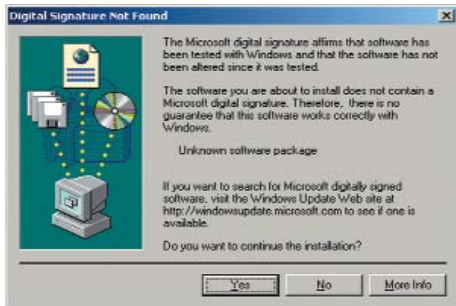 Digital Signature Not Found
The Microsoft digital signature affirms that software has
been tested with Windows and that the software has not
been altered since it was tested.
The software you are about to install does not contain a
Microsoft digital signature. Therefore, there is no
guarantee that this software works correctly with
Windows.
Unknown software package
If you want to search for Microsoft digitally signed
software, visit the Windows Update Web site at
http://windowsupdate.microsoft.com to see if one is
available.
Do you want to continue the installation?
Yes No More Info